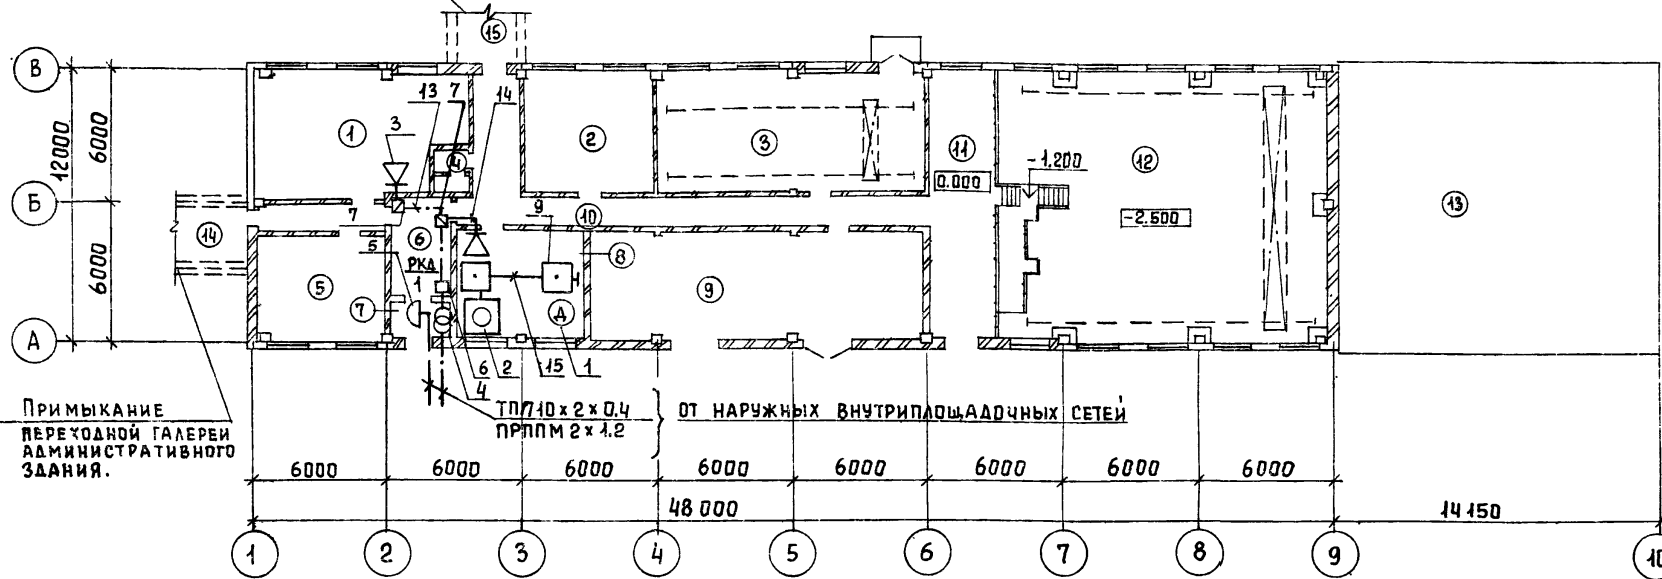 15
В
13 7 14
3
1
2
3
4
11
12
-1.200
0.000
12000
6000
Б
9
10
-2.500
13
14
7
6
5
РКД
1
8
6000
5
7
Д
9
А
6 2 15 1
4
Примыкание
переходной галереи
административного
здания.
ТПП10×2×0.4
ПРППМ 2×1.2
от наружных внутриплощадочных сетей
6000 6000 6000 6000 6000 6000 6000 6000
48 000 14 150
1 2 3 4 5 6 7 8 9 10